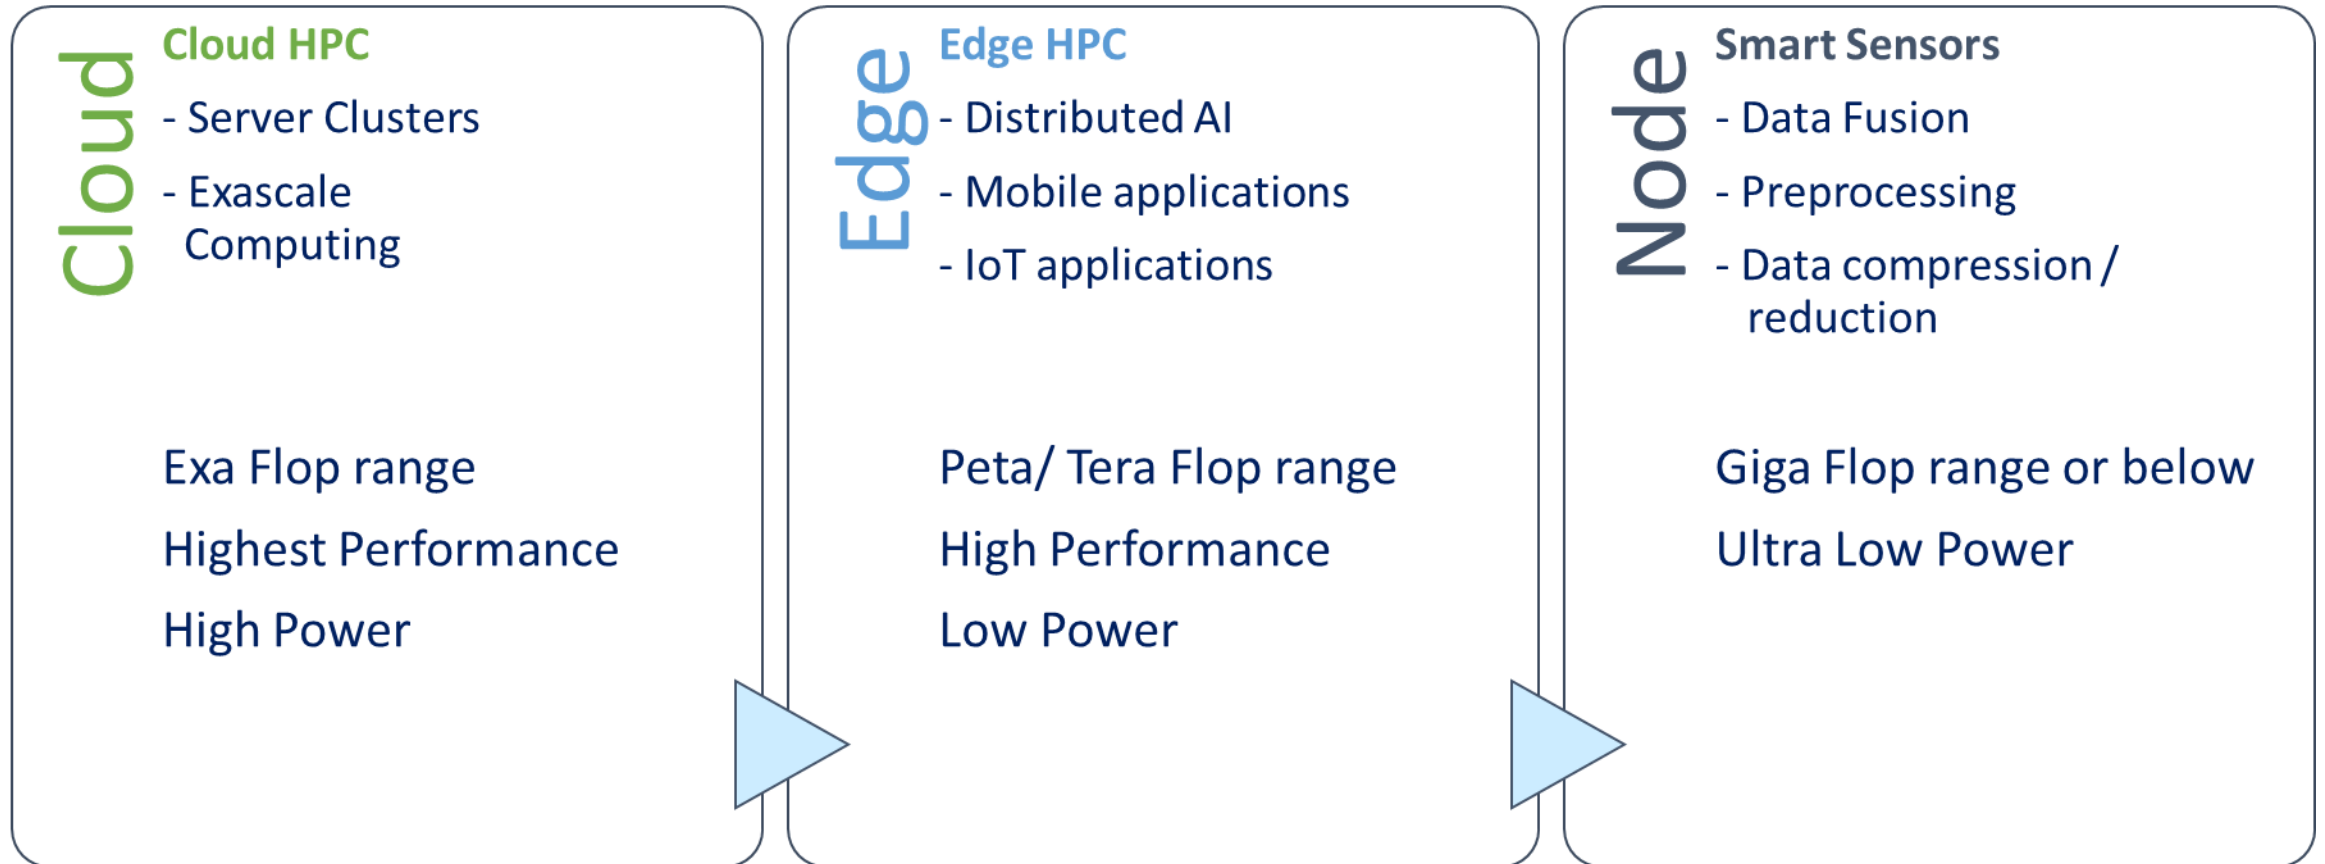 Cloud
Cloud HPC
- Server Clusters
- Exascale
Computing
Exa Flop range
Highest Performance
High Power
Edge
Edge HPC
- Distributed AI
- Mobile applications
- IoT applications
Peta/ Tera Flop range
High Performance
Low Power
Node
Smart Sensors
- Data Fusion
- Preprocessing
- Data compression /
reduction
Giga Flop range or below
Ultra Low Power